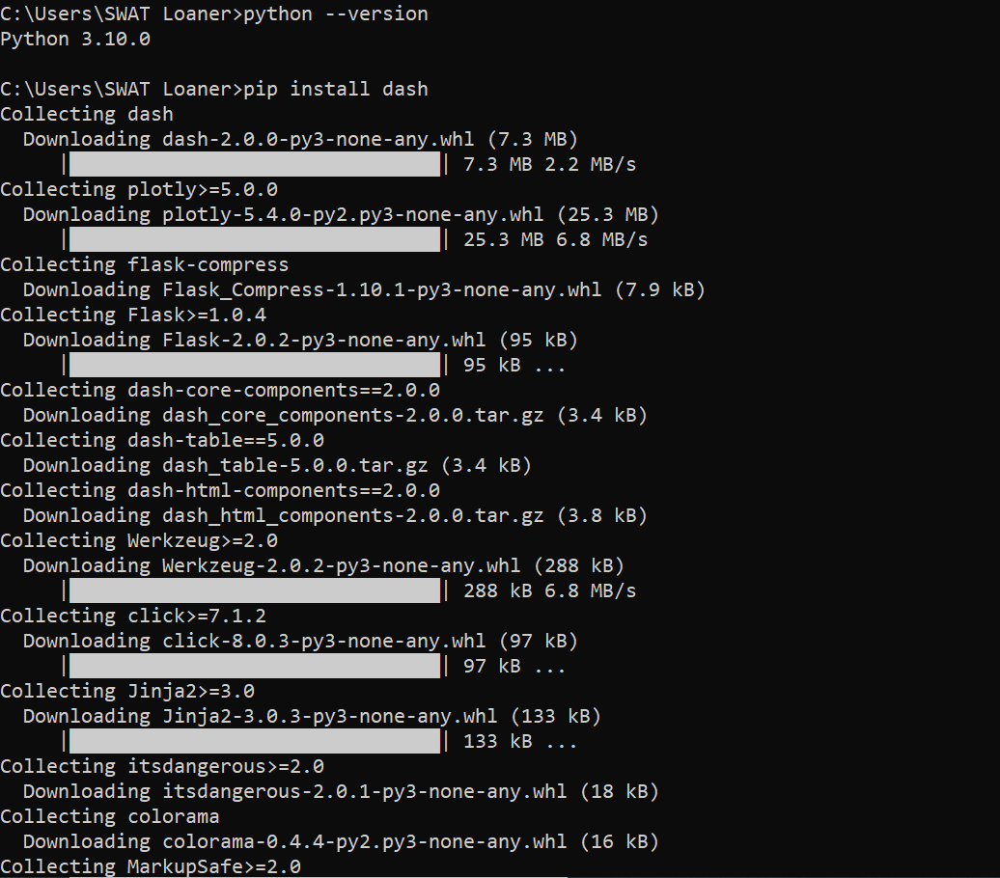 C:\Users\SWAT Loaner>python --version
Python 3.10.0
C:\Users\SWAT Loaner>pip install dash
Collecting dash
  Downloading dash-2.0.0-py3-none-any.whl (7.3 MB)
     |████████████████████████████████| 7.3 MB 2.2 MB/s
Collecting plotly>=5.0.0
  Downloading plotly-5.4.0-py2.py3-none-any.whl (25.3 MB)
     |████████████████████████████████| 25.3 MB 6.8 MB/s
Collecting flask-compress
  Downloading Flask_Compress-1.10.1-py3-none-any.whl (7.9 kB)
Collecting Flask>=1.0.4
  Downloading Flask-2.0.2-py3-none-any.whl (95 kB)
     |████████████████████████████████| 95 kB ...
Collecting dash-core-components==2.0.0
  Downloading dash_core_components-2.0.0.tar.gz (3.4 kB)
Collecting dash-table==5.0.0
  Downloading dash_table-5.0.0.tar.gz (3.4 kB)
Collecting dash-html-components==2.0.0
  Downloading dash_html_components-2.0.0.tar.gz (3.8 kB)
Collecting Werkzeug>=2.0
  Downloading Werkzeug-2.0.2-py3-none-any.whl (288 kB)
     |████████████████████████████████| 288 kB 6.8 MB/s
Collecting click>=7.1.2
  Downloading click-8.0.3-py3-none-any.whl (97 kB)
     |████████████████████████████████| 97 kB ...
Collecting Jinja2>=3.0
  Downloading Jinja2-3.0.3-py3-none-any.whl (133 kB)
     |████████████████████████████████| 133 kB ...
Collecting itsdangerous>=2.0
  Downloading itsdangerous-2.0.1-py3-none-any.whl (18 kB)
Collecting colorama
  Downloading colorama-0.4.4-py2.py3-none-any.whl (16 kB)
Collecting MarkupSafe>=2.0